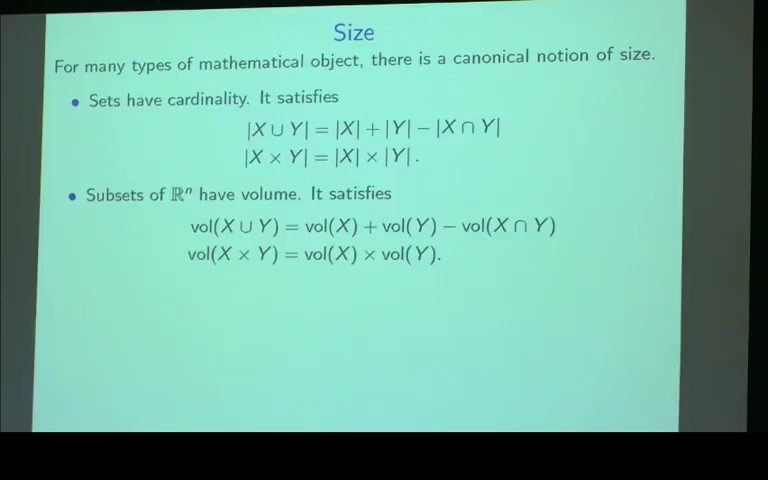 Size
For many types of mathematical object, there is a canonical notion of size.
• Sets have cardinality. It satisfies
|X ∪ Y| = |X| + |Y| − |X ∩ Y|
|X × Y| = |X| × |Y| .
• Subsets of ℝⁿ have volume. It satisfies
vol(X ∪ Y) = vol(X) + vol(Y) − vol(X ∩ Y)
vol(X × Y) = vol(X) × vol(Y).